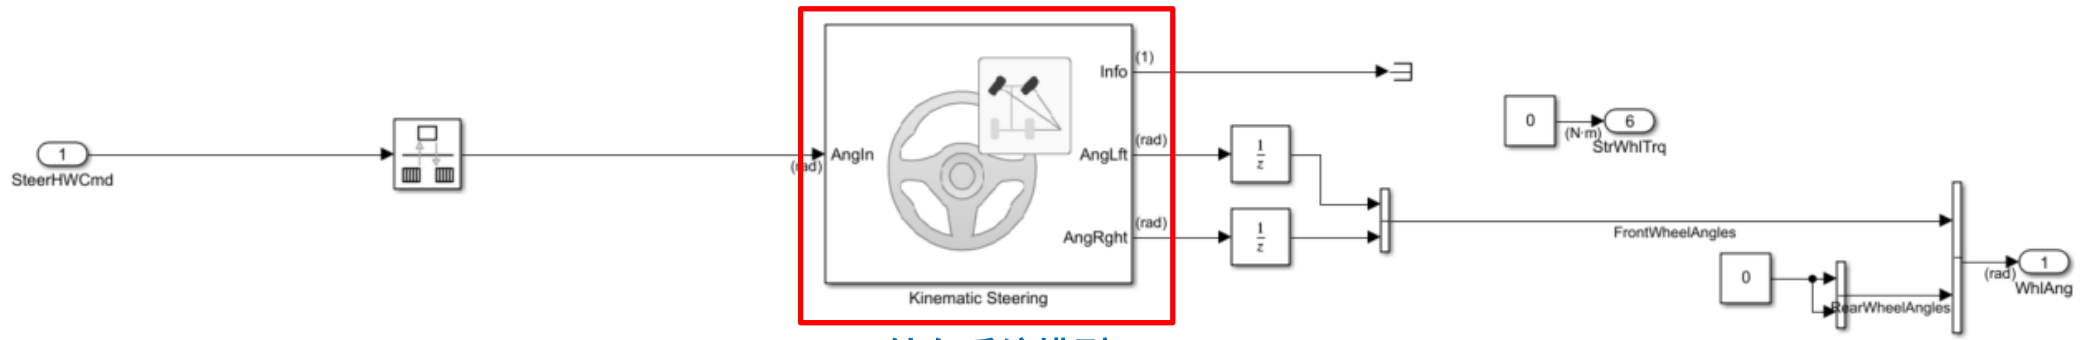 1
SteerHWCmd
(rad)
AngIn
Info
(1)
AngLft
(rad)
AngRght
(rad)
Kinematic Steering
1
z
1
z
0
(N·m)
6
StrWhlTrq
FrontWheelAngles
0
RearWheelAngles
(rad)
1
WhlAng